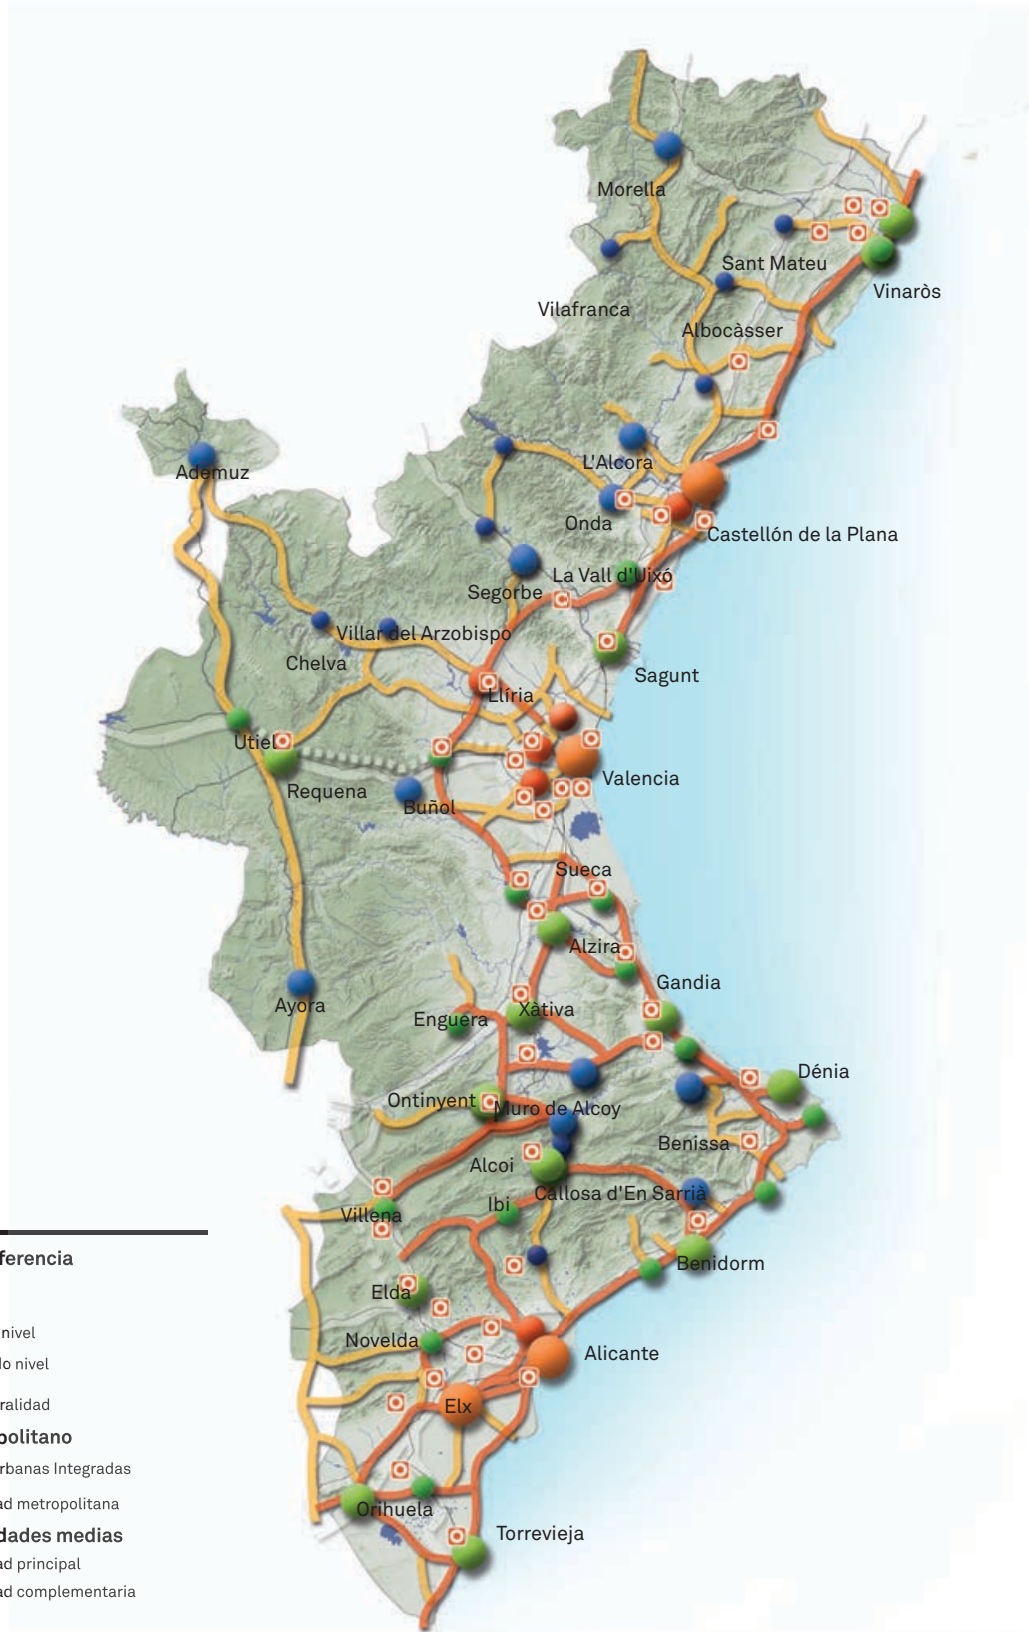 Morella
Sant Mateu
Vinaròs
Vilafranca
Albocàsser
L'Alcora
Ademuz
Onda
Castellón de la Plana
La Vall d'Uixó
Segorbe
Villar del Arzobispo
Chelva
Sagunt
Llíria
Utiel
Valencia
Requena
Buñol
Sueca
Alzira
Gandia
Ayora
Xàtiva
Enguera
Dénia
Ontinyent
Muro de Alcoy
Benissa
Alcoi
Callosa d'En Sarrià
Ibi
Villena
Benidorm
Elda
Novelda
Alicante
Elx
Orihuela
Torrevieja
ferencia
nivel
do nivel
ralidad
politano
rbanas Integradas
ad metropolitana
dades medias
ad principal
ad complementaria